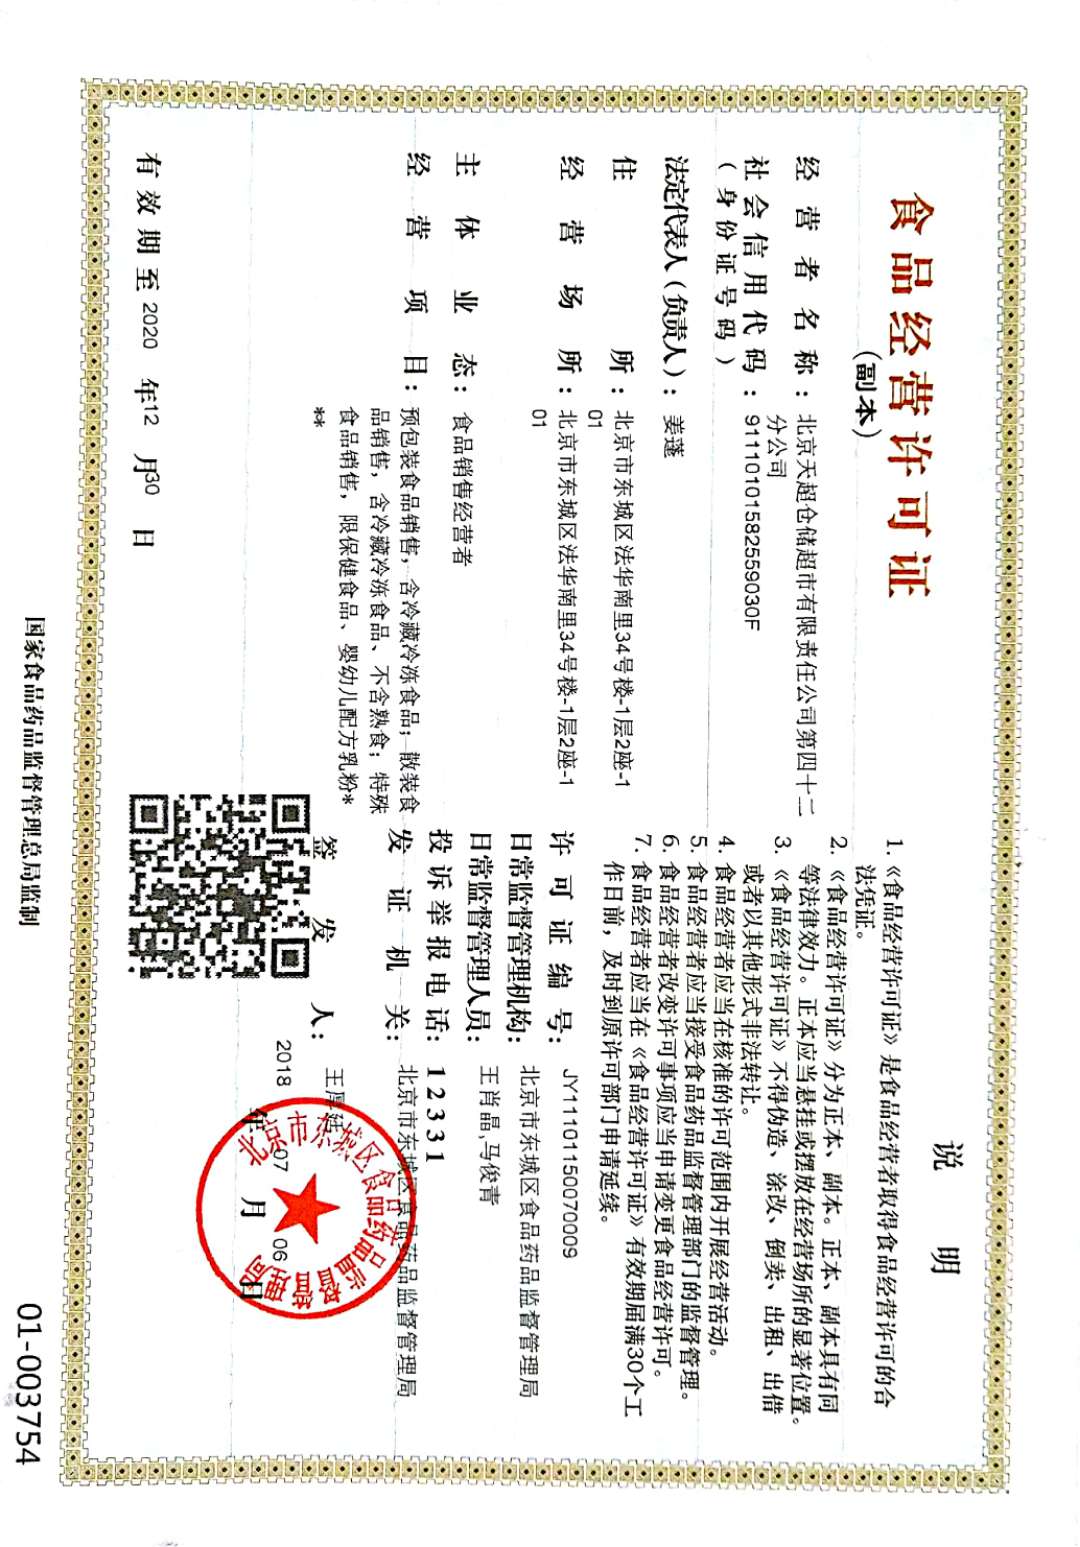 食品经营许可证
(副本)
经营者名称：北京天超仓储超市有限责任公司第四十二
分公司
社会信用代码：91110101582559030F
(身份证号码)
法定代表人(负责人)：姜蓬
住所：北京市东城区法华南里34号楼-1层2座-1
01
经营场所：北京市东城区法华南里34号楼-1层2座-1
01
主体业态：食品销售经营者
经营项目：预包装食品销售，含冷藏冷冻食品；散装食
品销售，含冷藏冷冻食品、不含熟食；特殊
食品销售，限保健食品、婴幼儿配方乳粉*
**
有效期至2020年12月30日
说明
1.《食品经营许可证》是食品经营者取得食品经营许可的合
法凭证。
2.《食品经营许可证》分为正本、副本。正本、副本具有同
等法律效力。正本应当悬挂或摆放在经营场所的显著位置。
3.《食品经营许可证》不得伪造、涂改、倒卖、出租、出借
或者以其他形式非法转让。
4.食品经营者应当在核准的许可范围内开展经营活动。
5.食品经营者应当接受食品药品监督管理部门的监督管理。
6.食品经营者改变许可事项应当申请变更食品经营许可。
7.食品经营者应当在《食品经营许可证》有效期届满30个工
作日前，及时到原许可部门申请延续。
许可证编号：JY11101150070009
日常监督管理机构：北京市东城区食品药品监督管理局
日常监督管理人员：王肖晶,马俊青
投诉举报电话：12331
发证机关：北京市东城区食品药品监督管理局
签发人：王厚廷
2018年07月06日
北京市东城区食品药品监督管理局
国家食品药品监督管理总局监制
01-003754